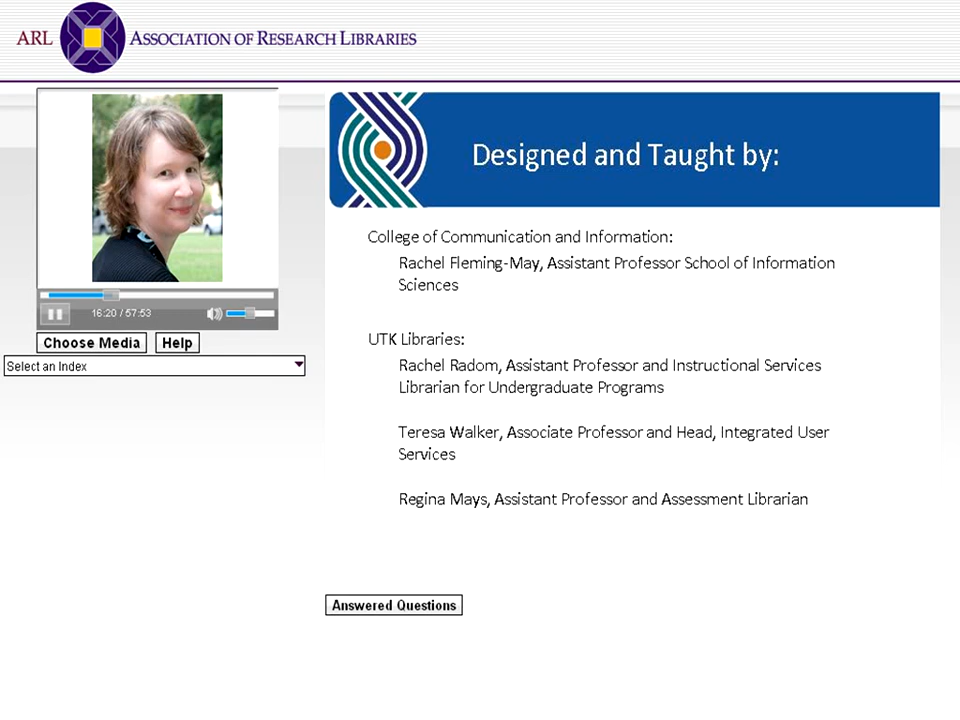 ARL ASSOCIATION OF RESEARCH LIBRARIES
16:20 / 57:53
Choose Media Help
Select an Index
Designed and Taught by:
College of Communication and Information:
Rachel Fleming-May, Assistant Professor School of Information
Sciences
UTK Libraries:
Rachel Radom, Assistant Professor and Instructional Services
Librarian for Undergraduate Programs
Teresa Walker, Associate Professor and Head, Integrated User
Services
Regina Mays, Assistant Professor and Assessment Librarian
Answered Questions